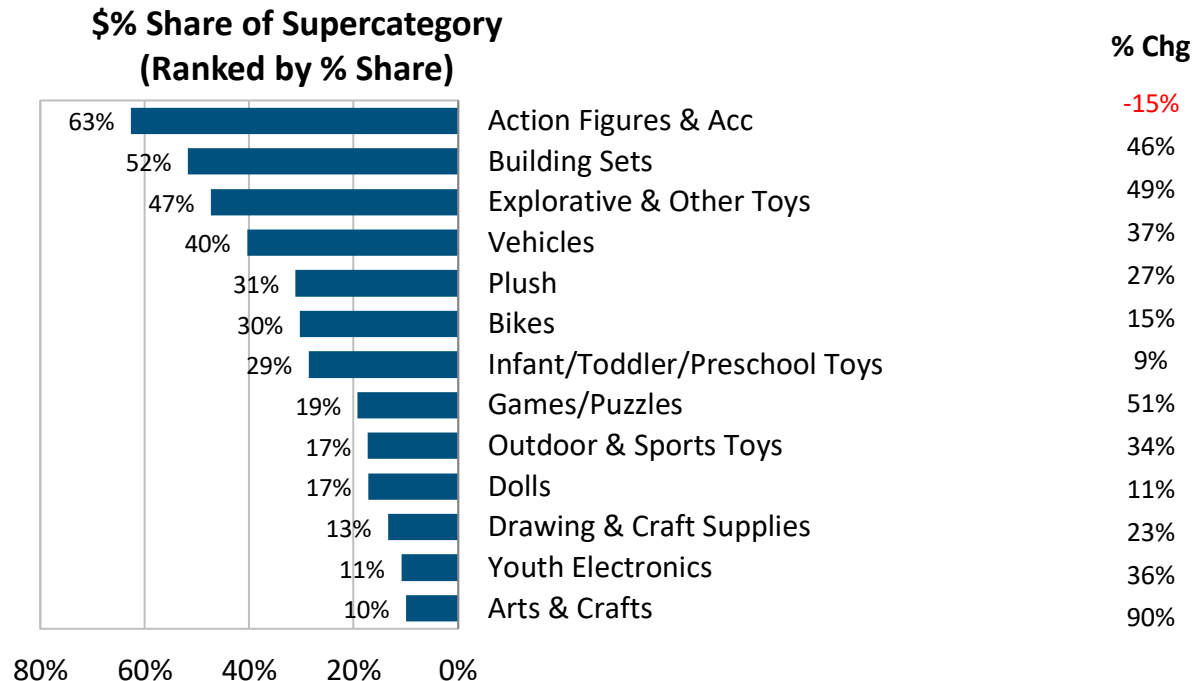 $% Share of Supercategory
(Ranked by % Share)
% Chg
63% Action Figures & Acc -15%
52% Building Sets 46%
47% Explorative & Other Toys 49%
40% Vehicles 37%
31% Plush 27%
30% Bikes 15%
29% Infant/Toddler/Preschool Toys 9%
19% Games/Puzzles 51%
17% Outdoor & Sports Toys 34%
17% Dolls 11%
13% Drawing & Craft Supplies 23%
11% Youth Electronics 36%
10% Arts & Crafts 90%
80% 60% 40% 20% 0%